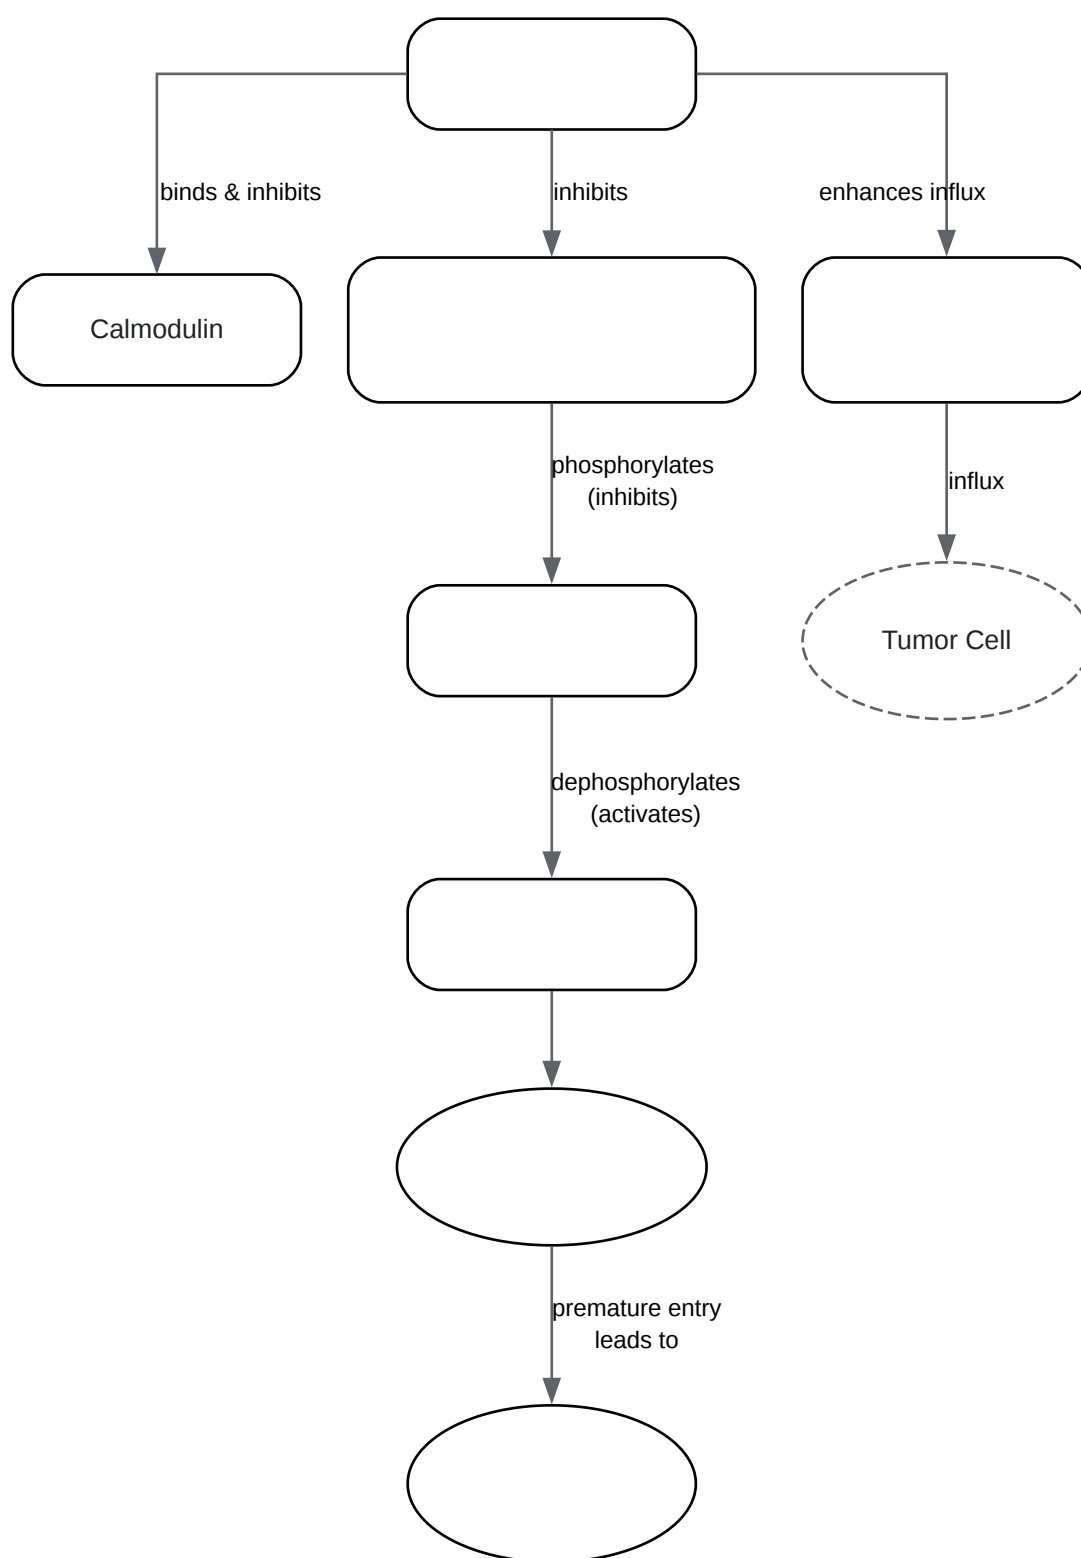 binds & inhibits
inhibits
enhances influx
Calmodulin
phosphorylates
(inhibits)
influx
Tumor Cell
dephosphorylates
(activates)
premature entry
leads to